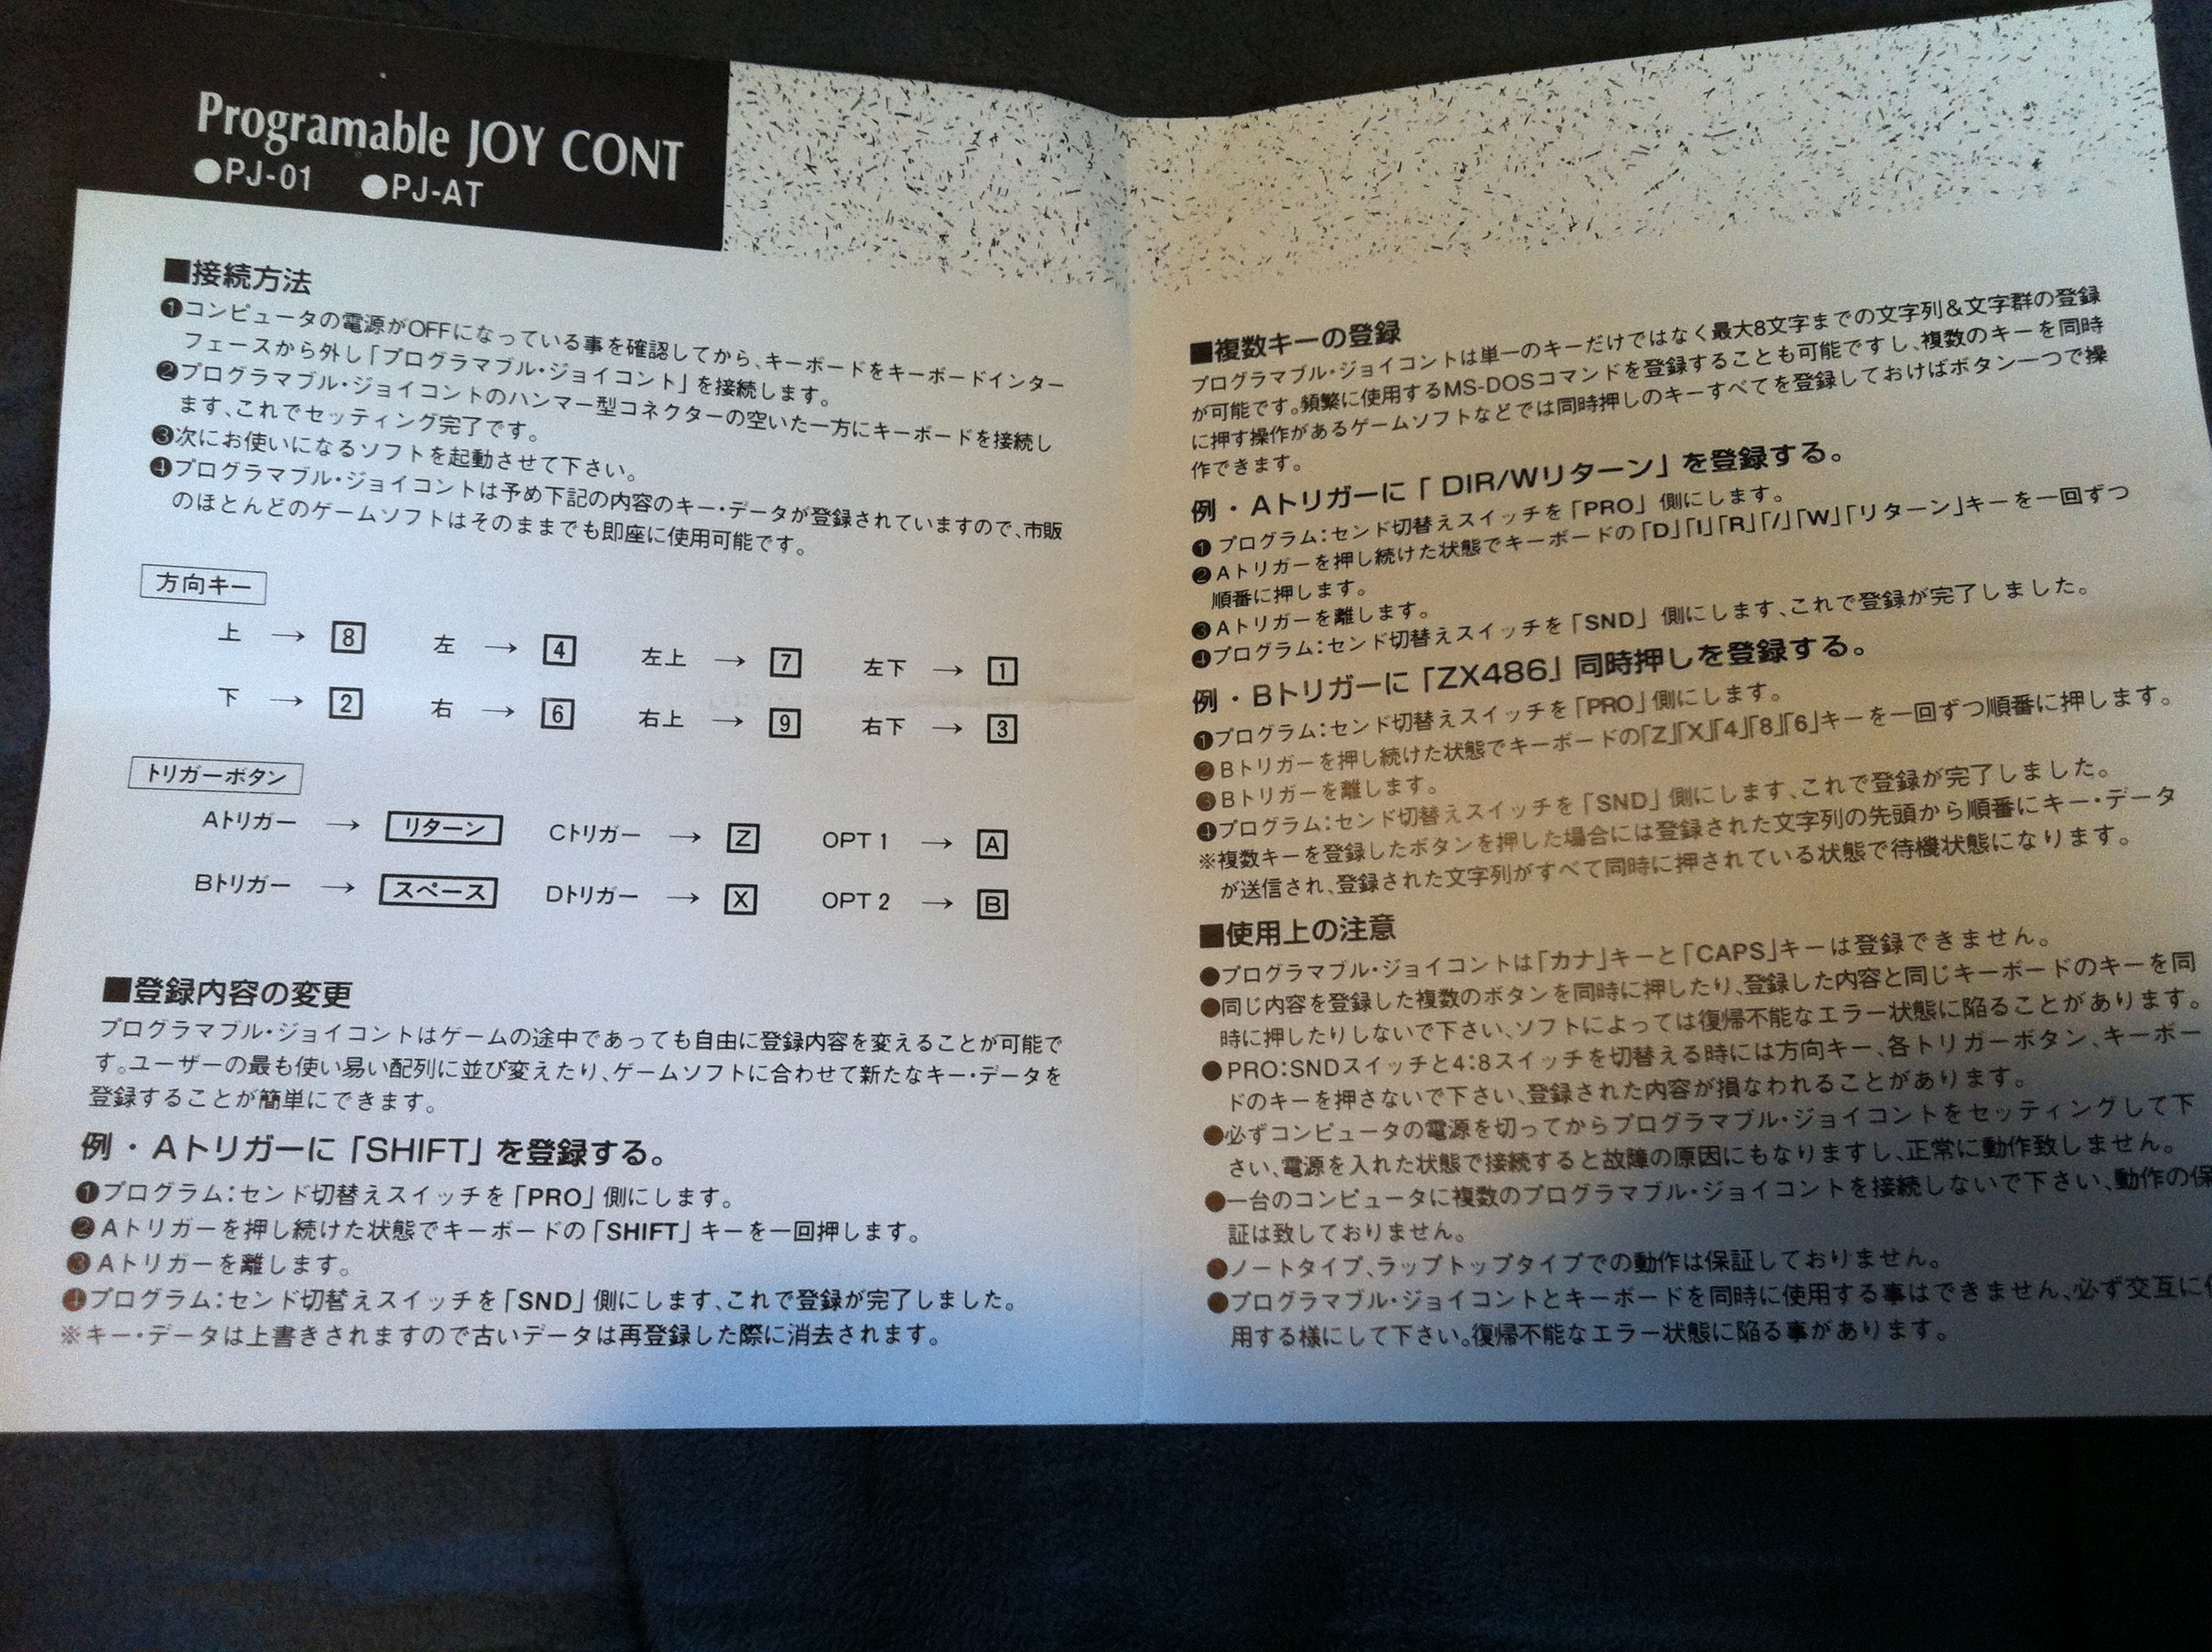 Programable JOY CONT
●PJ-01 ●PJ-AT
■接続方法
❶コンピュータの電源がOFFになっている事を確認してから、キーボードをキーボードインター
フェースから外し「プログラマブル・ジョイコント」を接続します。
❷プログラマブル・ジョイコントのハンマー型コネクターの空いた一方にキーボードを接続し
ます、これでセッティング完了です。
❸次にお使いになるソフトを起動させて下さい。
❹プログラマブル・ジョイコントは予め下記の内容のキー・データが登録されていますので、市販
のほとんどのゲームソフトはそのままでも即座に使用可能です。
方向キー
上 → 8 左 → 4 左上 → 7 左下 → 1
下 → 2 右 → 6 右上 → 9 右下 → 3
トリガーボタン
Aトリガー → リターン Cトリガー → Z OPT 1 → A
Bトリガー → スペース Dトリガー → X OPT 2 → B
■登録内容の変更
プログラマブル・ジョイコントはゲームの途中であっても自由に登録内容を変えることが可能で
す。ユーザーの最も使い易い配列に並び変えたり、ゲームソフトに合わせて新たなキー・データを
登録することが簡単にできます。
例・Aトリガーに「SHIFT」を登録する。
❶プログラム：センド切替えスイッチを「PRO」側にします。
❷Aトリガーを押し続けた状態でキーボードの「SHIFT」キーを一回押します。
❸Aトリガーを離します。
❹プログラム：センド切替えスイッチを「SND」側にします、これで登録が完了しました。
※キー・データは上書きされますので古いデータは再登録した際に消去されます。
■複数キーの登録
プログラマブル・ジョイコントは単一のキーだけではなく最大8文字までの文字列＆文字群の登録
が可能です。頻繁に使用するMS-DOSコマンドを登録することも可能ですし、複数のキーを同時
に押す操作があるゲームソフトなどでは同時押しのキーすべてを登録しておけばボタン一つで操
作できます。
例・Aトリガーに「DIR/Wリターン」を登録する。
❶プログラム：センド切替えスイッチを「PRO」側にします。
❷Aトリガーを押し続けた状態でキーボードの「D」「I」「R」「/」「W」「リターン」キーを一回ずつ
順番に押します。
❸Aトリガーを離します。
❹プログラム：センド切替えスイッチを「SND」側にします、これで登録が完了しました。
例・Bトリガーに「ZX486」同時押しを登録する。
❶プログラム：センド切替えスイッチを「PRO」側にします。
❷Bトリガーを押し続けた状態でキーボードの「Z」「X」「4」「8」「6」キーを一回ずつ順番に押します。
❸Bトリガーを離します。
❹プログラム：センド切替えスイッチを「SND」側にします、これで登録が完了しました。
※複数キーを登録したボタンを押した場合には登録された文字列の先頭から順番にキー・データ
が送信され、登録された文字列がすべて同時に押されている状態で待機状態になります。
■使用上の注意
●プログラマブル・ジョイコントは「カナ」キーと「CAPS」キーは登録できません。
●同じ内容を登録した複数のボタンを同時に押したり、登録した内容と同じキーボードのキーを同
時に押したりしないで下さい、ソフトによっては復帰不能なエラー状態に陥ることがあります。
●PRO：SNDスイッチと4：8スイッチを切替える時には方向キー、各トリガーボタン、キーボー
ドのキーを押さないで下さい、登録された内容が損なわれることがあります。
●必ずコンピュータの電源を切ってからプログラマブル・ジョイコントをセッティングして下
さい、電源を入れた状態で接続すると故障の原因にもなりますし、正常に動作致しません。
●一台のコンピュータに複数のプログラマブル・ジョイコントを接続しないで下さい、動作の保
証は致しておりません。
●ノートタイプ、ラップトップタイプでの動作は保証しておりません。
●プログラマブル・ジョイコントとキーボードを同時に使用する事はできません、必ず交互に
用する様にして下さい。復帰不能なエラー状態に陥る事があります。